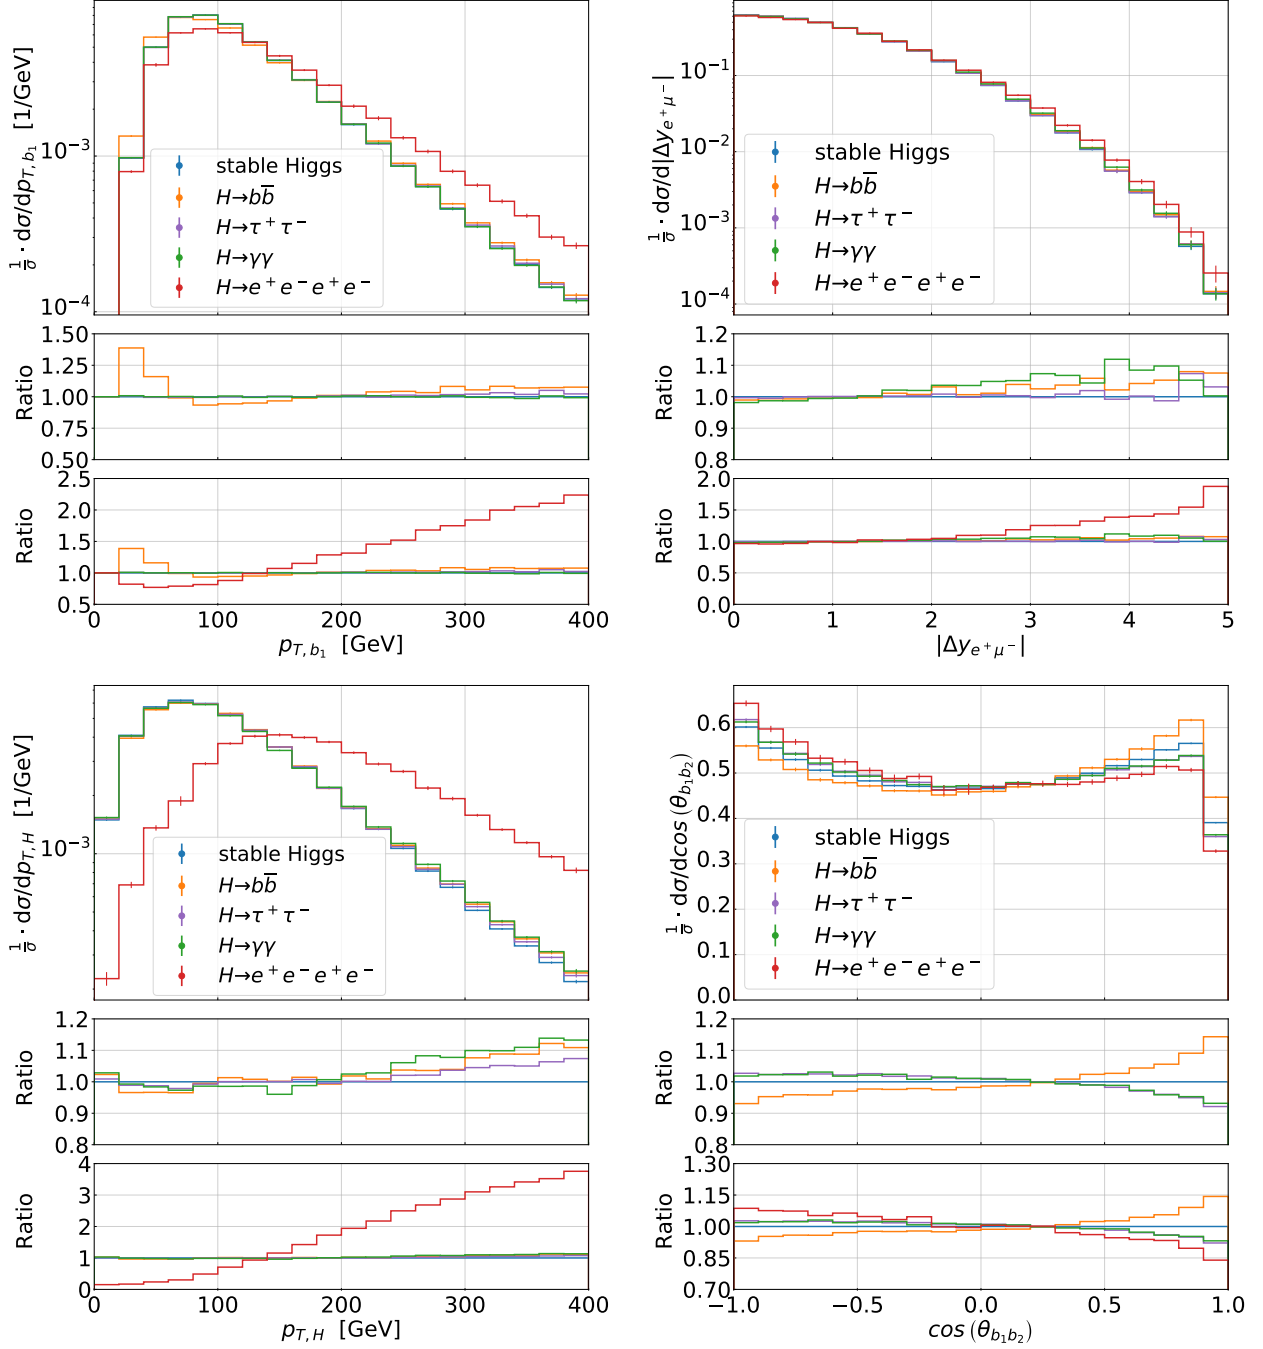 1/σ̅ · dσ/dp_{T,b_1} [1/GeV]
10^{−3}
10^{−4}
stable Higgs
H→bb̅
H→τ^+τ^−
H→γγ
H→e^+e^−e^+e^−
Ratio
1.50
1.25
1.00
0.75
0.50
Ratio
2.5
2.0
1.5
1.0
0.5
0 100 200 300 400
p_{T,b_1} [GeV]
1/σ̅ · dσ/d|Δy_{e^+μ^−}|
10^{−1}
10^{−2}
10^{−3}
10^{−4}
stable Higgs
H→bb̅
H→τ^+τ^−
H→γγ
H→e^+e^−e^+e^−
Ratio
1.2
1.1
1.0
0.9
0.8
Ratio
2.0
1.5
1.0
0.5
0.0
0 1 2 3 4 5
|Δy_{e^+μ^−}|
1/σ̅ · dσ/dp_{T,H} [1/GeV]
10^{−3}
stable Higgs
H→bb̅
H→τ^+τ^−
H→γγ
H→e^+e^−e^+e^−
Ratio
1.2
1.1
1.0
0.9
0.8
Ratio
4
3
2
1
0
0 100 200 300 400
p_{T,H} [GeV]
1/σ̅ · dσ/dcos(θ_{b_1b_2})
0.6
0.5
0.4
0.3
0.2
0.1
0.0
stable Higgs
H→bb̅
H→τ^+τ^−
H→γγ
H→e^+e^−e^+e^−
Ratio
1.2
1.1
1.0
0.9
0.8
Ratio
1.30
1.15
1.00
0.85
0.70
−1.0 −0.5 0.0 0.5 1.0
cos(θ_{b_1b_2})